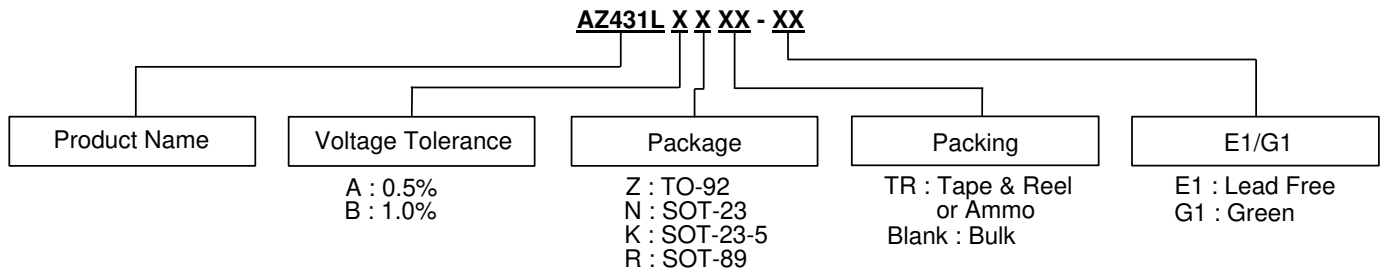 AZ431L X X XX - XX
Product Name
Voltage Tolerance
A : 0.5%
B : 1.0%
Package
Z : TO-92
N : SOT-23
K : SOT-23-5
R : SOT-89
Packing
TR : Tape & Reel
or Ammo
Blank : Bulk
E1/G1
E1 : Lead Free
G1 : Green